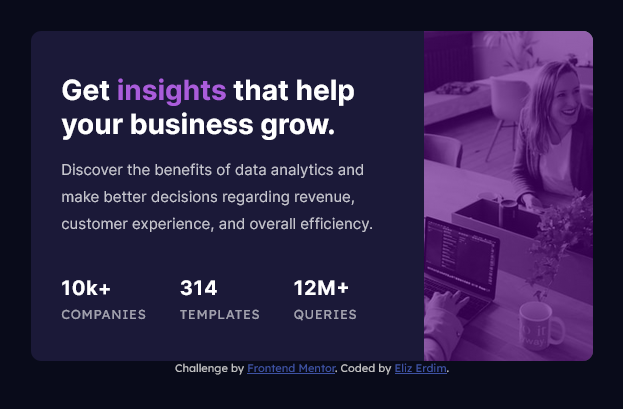 Get insights that help
your business grow.
Discover the benefits of data analytics and
make better decisions regarding revenue,
customer experience, and overall efficiency.
10k+ 314 12M+
COMPANIES TEMPLATES QUERIES
Challenge by Frontend Mentor. Coded by Eliz Erdim.